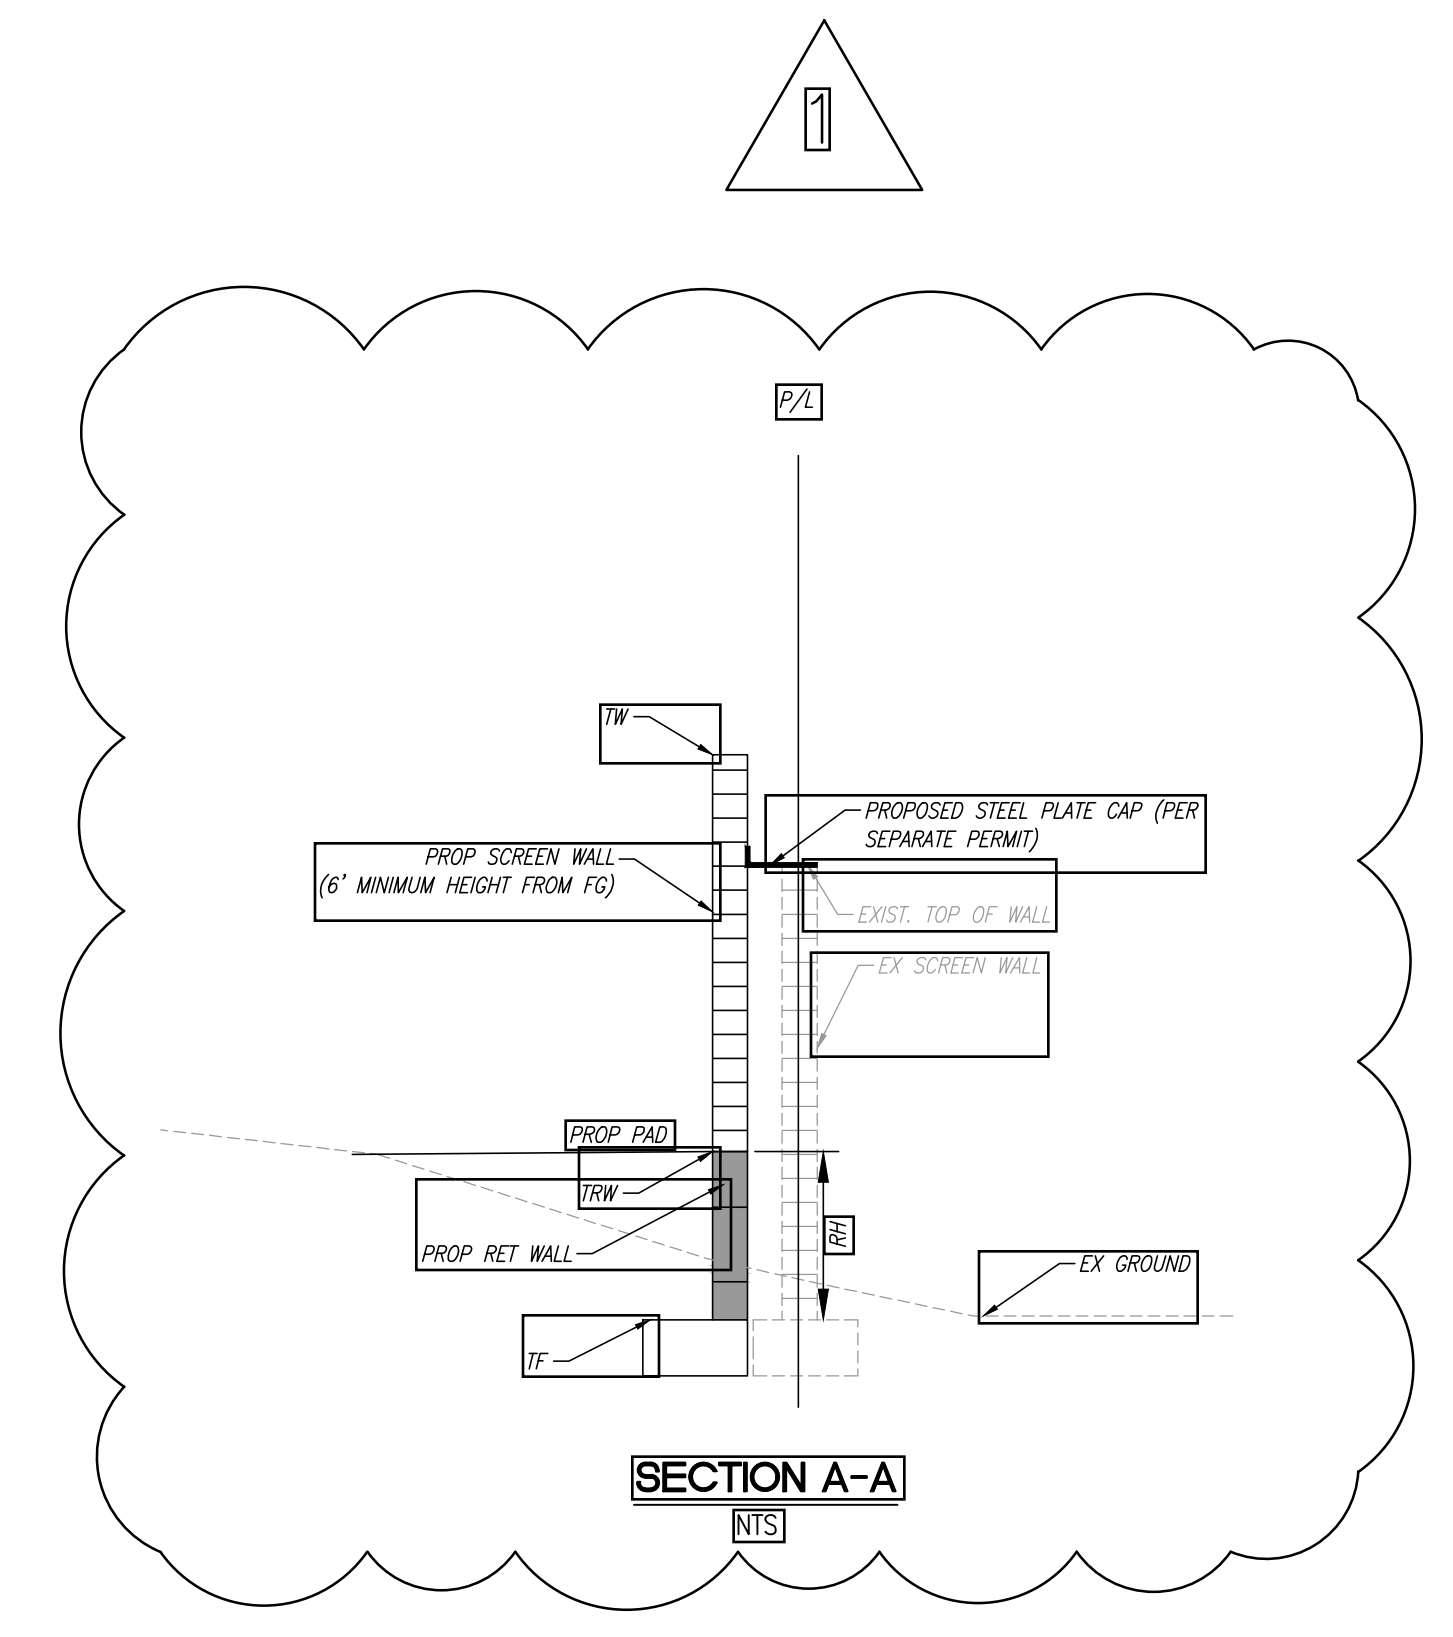 1
P/L
TW
PROPOSED STEEL PLATE CAP (PER
SEPARATE PERMIT)
PROP SCREEN WALL
(6' MINIMUM HEIGHT FROM FG)
EXIST. TOP OF WALL
EX SCREEN WALL
PROP PAD
TRW
PROP RET WALL
RH
EX GROUND
TF
SECTION A-A
NTS